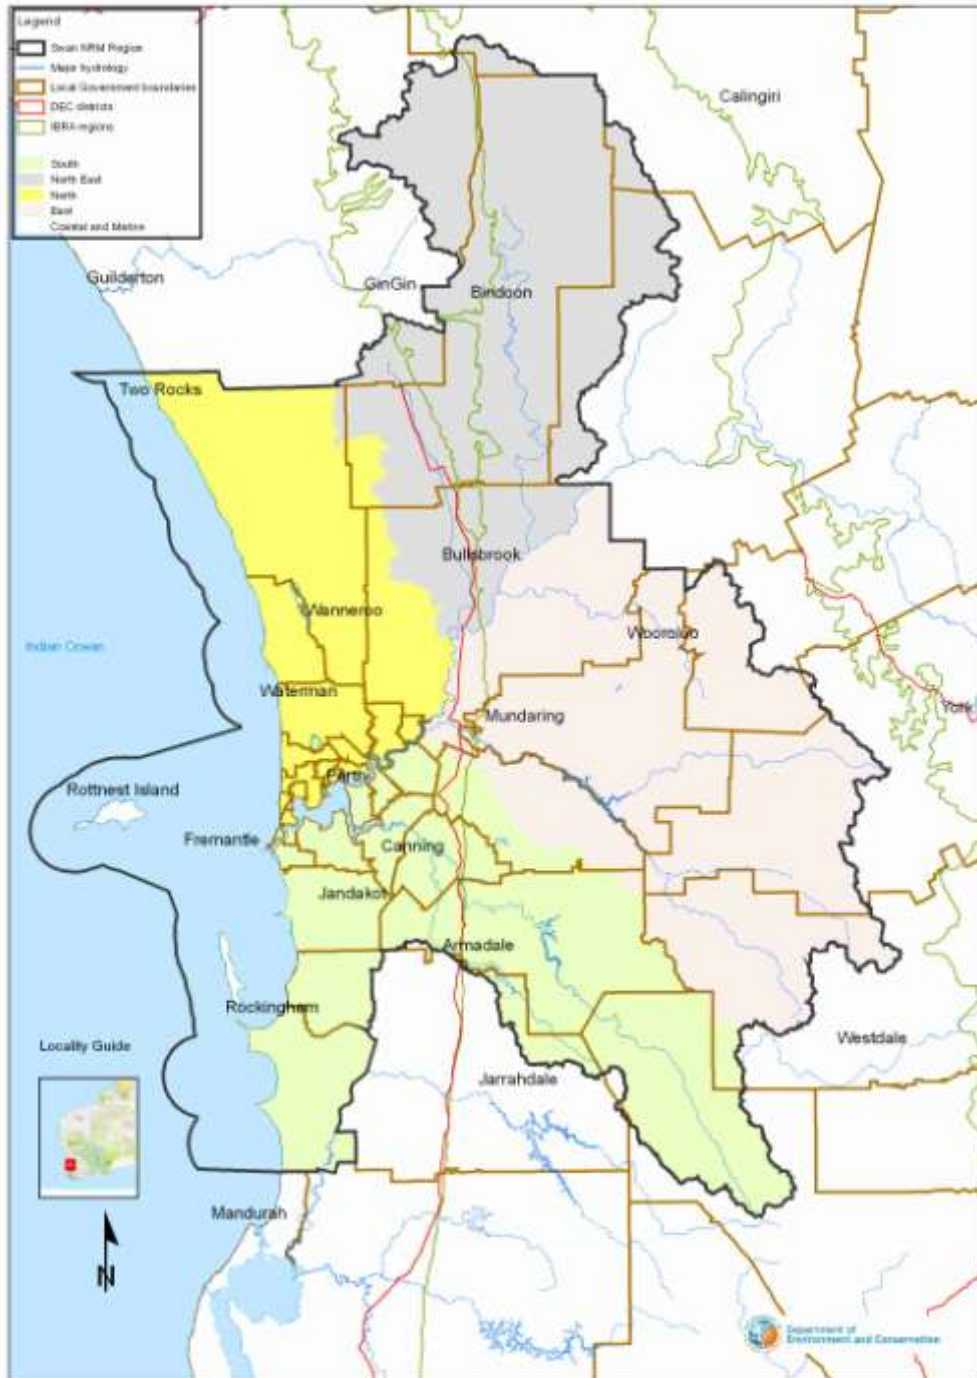 Legend
Swan NRM Region
Major hydrology
Local Government boundaries
DEC districts
IBRA regions
South
North East
North
East
Coastal and Marine
Calingiri
Guilderton
GinGin
Bindoon
Two Rocks
Bullsbrook
Wanneroo
Wooroloo
Indian Ocean
Waterman
York
Mundaring
Perth
Rottnest Island
Fremantle
Canning
Jandakot
Armadale
Rockingham
Westdale
Locality Guide
Jarrahdale
Mandurah
N
Department of
Environment and Conservation